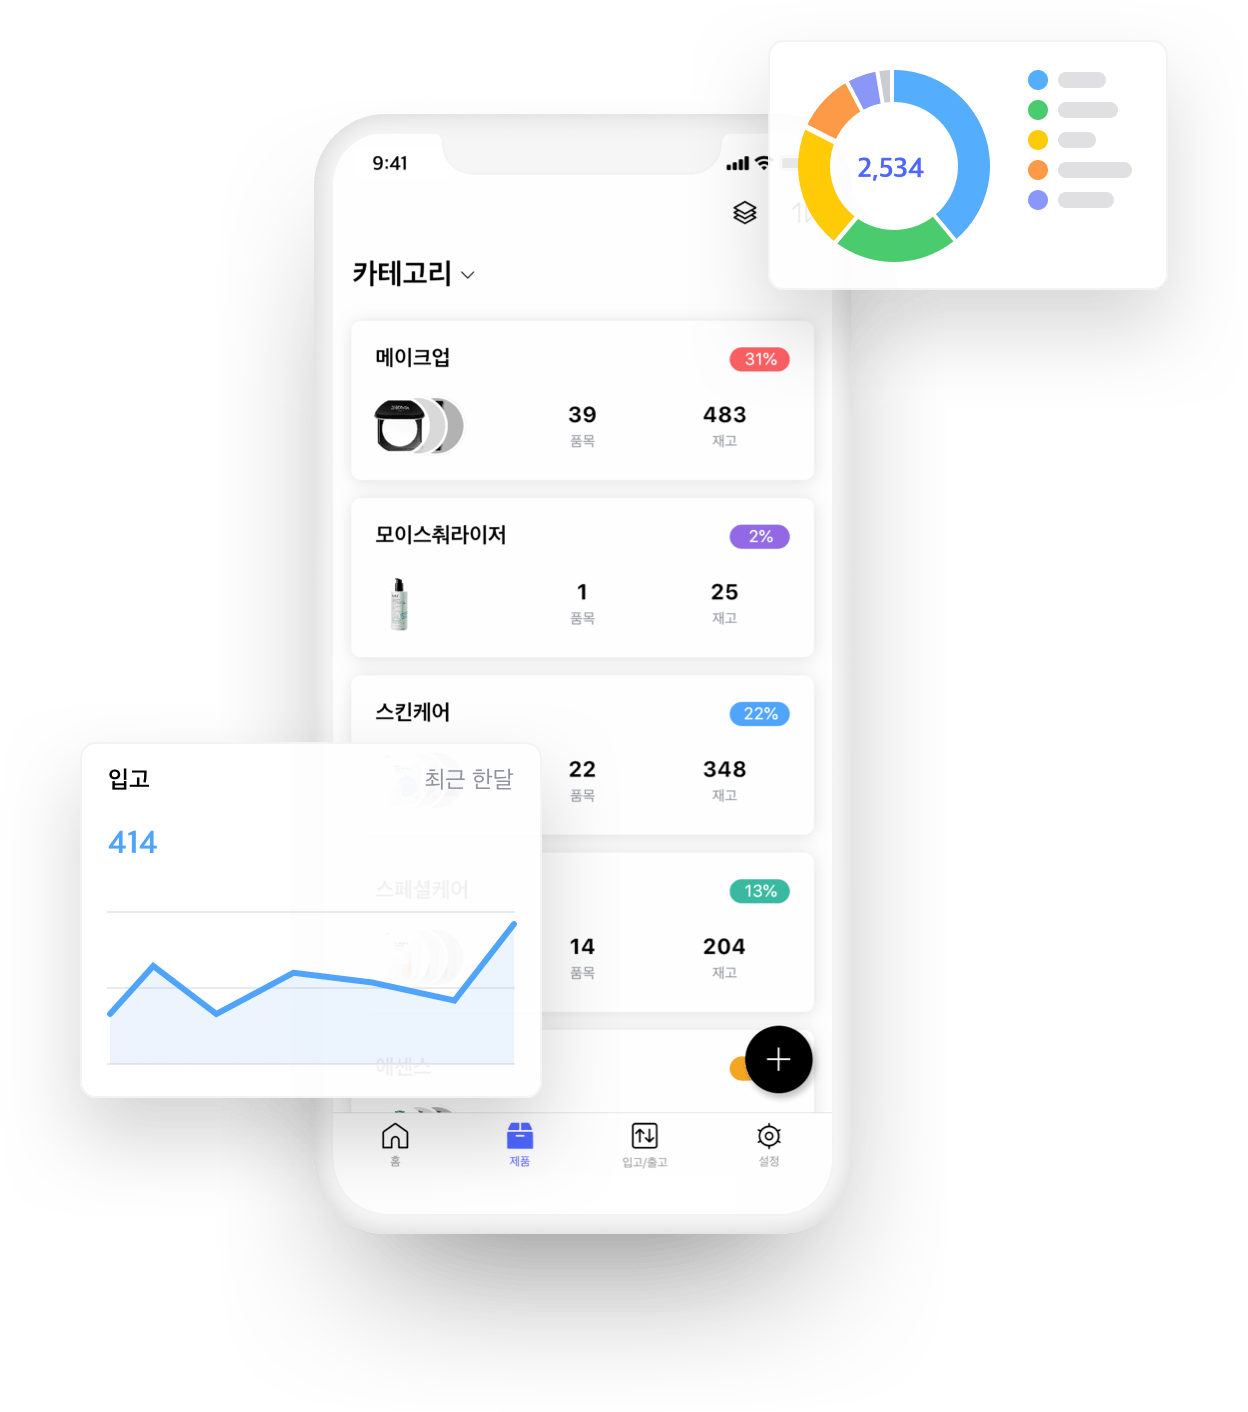 9:41
2,534
카테고리
메이크업
31%
39
483
품목
재고
모이스춰라이저
2%
1
25
품목
재고
스킨케어
22%
22
348
품목
재고
입고
최근 한달
414
스페셜케어
13%
14
204
품목
재고
에센스
홈
제품
입고/출고
설정